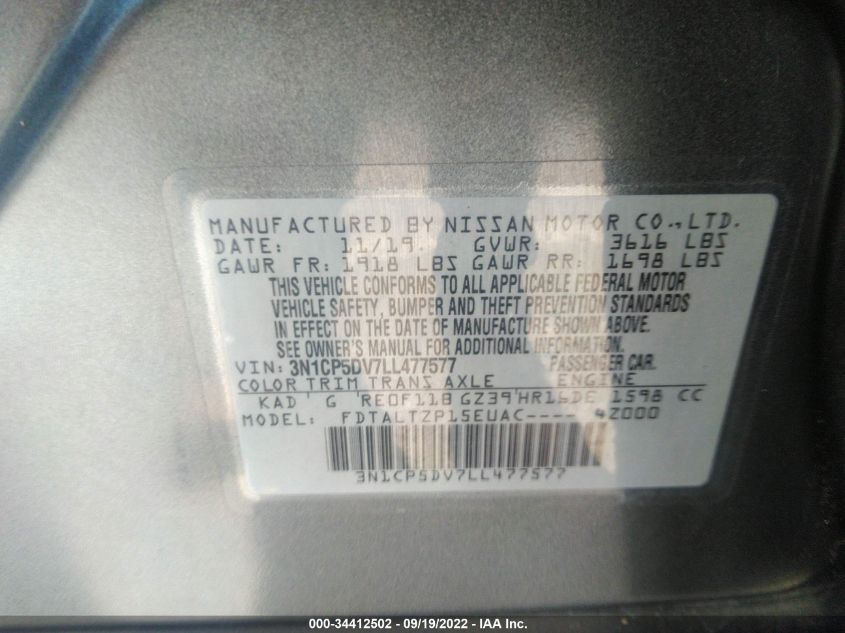 MANUFACTURED BY NISSAN MOTOR CO.,LTD.
DATE: 11/19 GVWR: 3616 LBS
GAWR FR: 1918 LBS GAWR RR: 1698 LBS
THIS VEHICLE CONFORMS TO ALL APPLICABLE FEDERAL MOTOR
VEHICLE SAFETY, BUMPER AND THEFT PREVENTION STANDARDS
IN EFFECT ON THE DATE OF MANUFACTURE SHOWN ABOVE.
SEE OWNER'S MANUAL FOR ADDITIONAL INFORMATION.
VIN: 3N1CP5DV7LL477577 PASSENGER CAR.
COLOR TRIM TRANS AXLE ENGINE
KAD G RE0F11B GZ39 HR16DE 1598 CC
MODEL: FDTALTZP15EUAC---- 4Z000
3N1CP5DV7LL477577
000-34412502 - 09/19/2022 - IAA Inc.